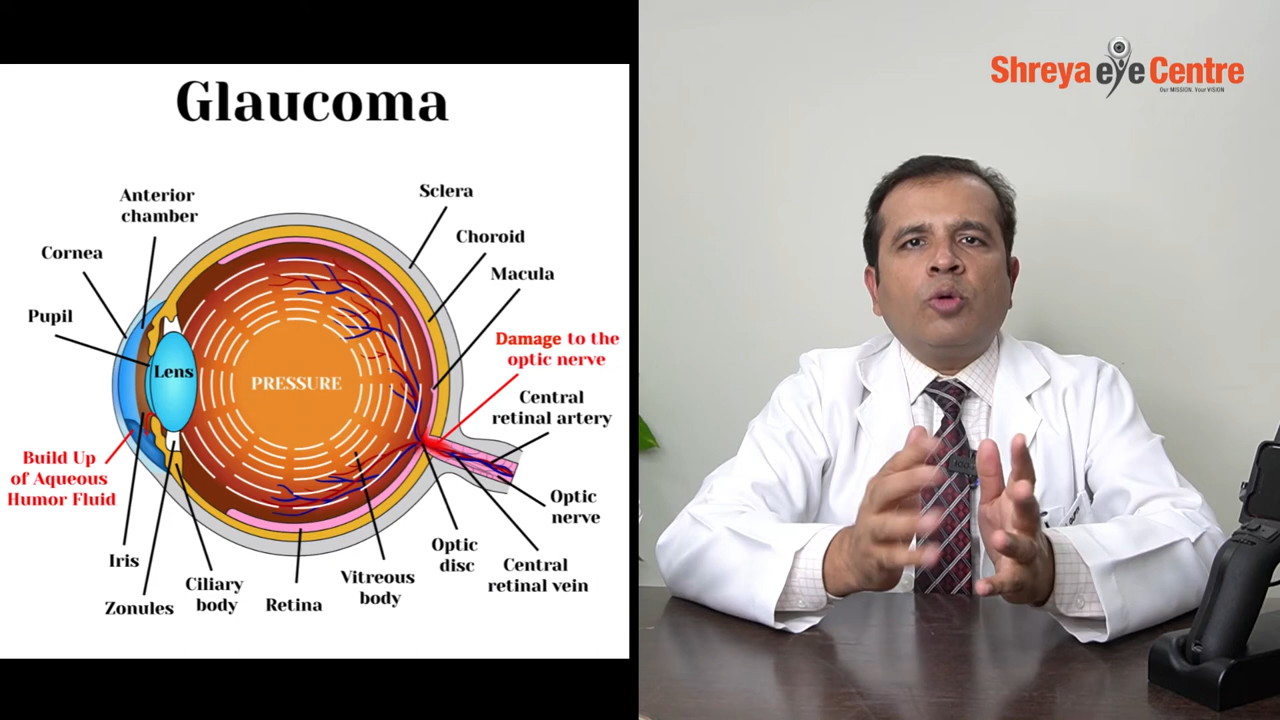 Glaucoma
Anterior
chamber
Sclera
Cornea
Choroid
Macula
Pupil
Damage to the
optic nerve
Lens
PRESSURE
Central
retinal artery
Build Up
of Aqueous
Humor Fluid
Optic
nerve
Iris
Zonules
Ciliary
body
Retina
Vitreous
body
Optic
disc
Central
retinal vein
Shreya eye Centre
Our MISSION. Your VISION